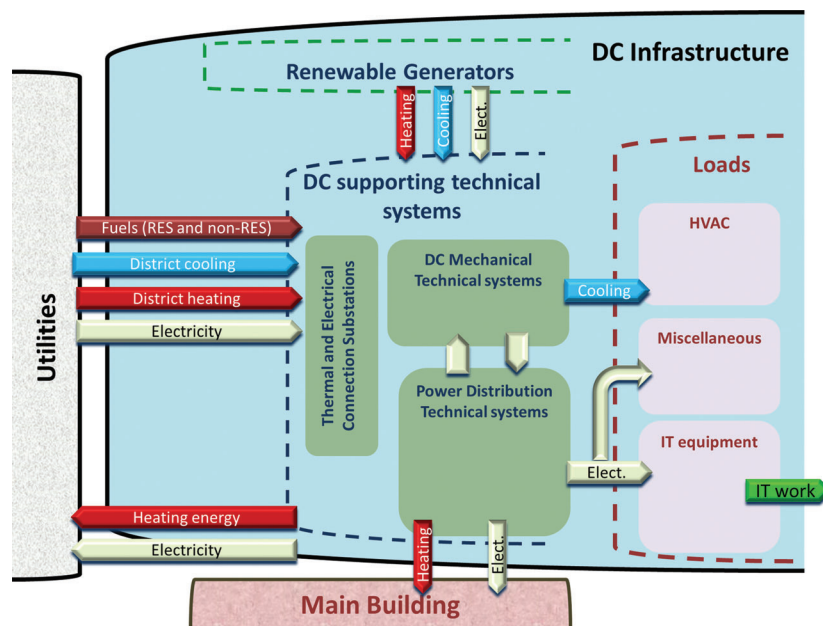 DC Infrastructure
Renewable Generators
Heating
Cooling
Elect.
DC supporting technical
systems
Loads
Utilities
Fuels (RES and non-RES)
District cooling
District heating
Electricity
Thermal and Electrical
Connection Substations
DC Mechanical
Technical systems
Cooling
HVAC
Miscellaneous
Power Distribution
Technical systems
Elect.
IT equipment
IT work
Heating energy
Electricity
Heating
Elect.
Main Building